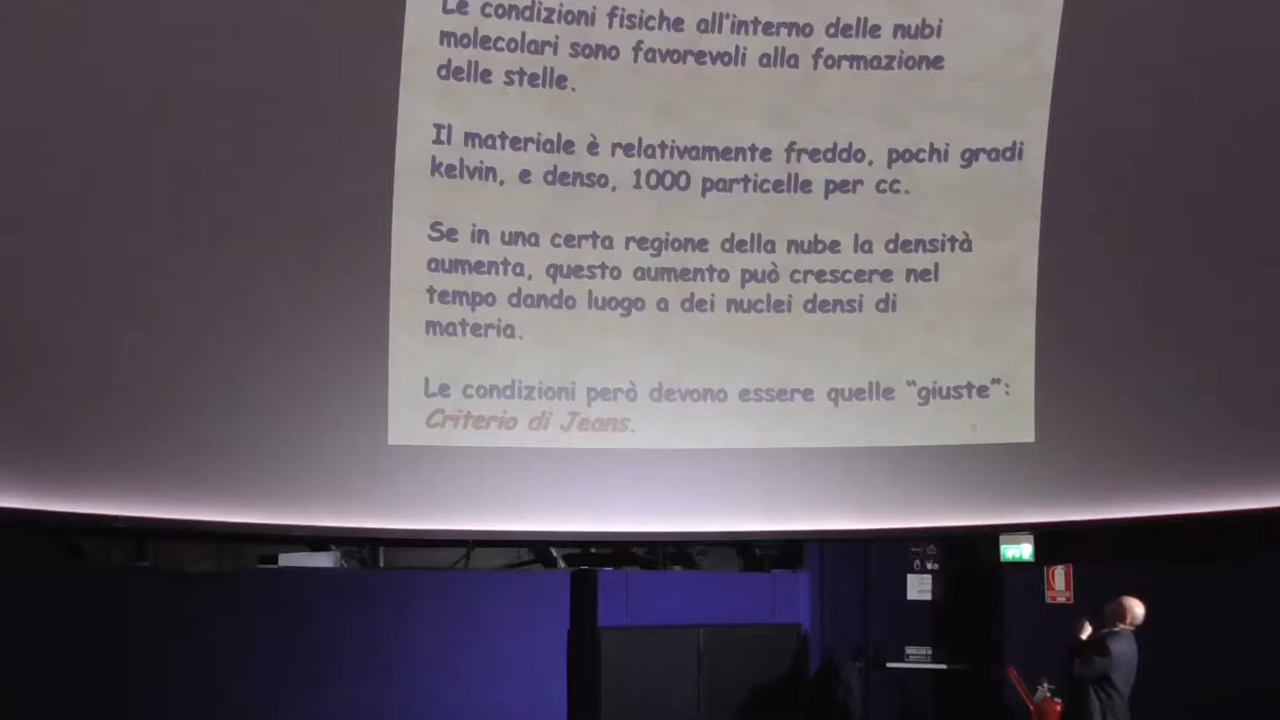 Le condizioni fisiche all'interno delle nubi
molecolari sono favorevoli alla formazione
delle stelle.
Il materiale è relativamente freddo, pochi gradi
kelvin, e denso, 1000 particelle per cc.
Se in una certa regione della nube la densità
aumenta, questo aumento può crescere nel
tempo dando luogo a dei nuclei densi di
materia.
Le condizioni però devono essere quelle "giuste":
Criterio di Jeans.
9